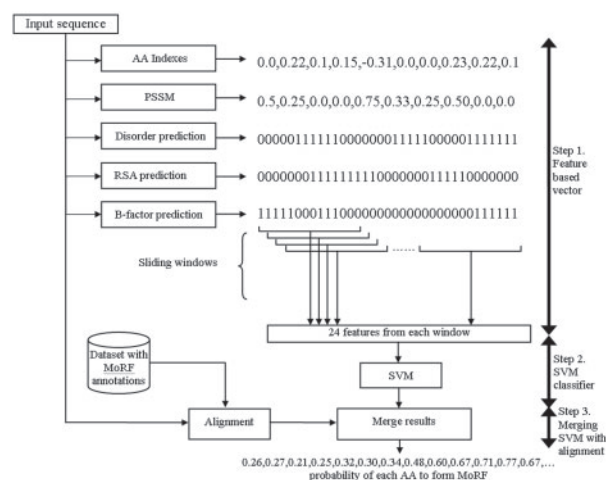 Input sequence
AA Indexes
0.0,0.22,0.1,0.15,-0.31,0.0,0.0,0.23,0.22,0.1
PSSM
0.5,0.25,0.0,0.0,0.75,0.33,0.25,0.50,0.0,0.0
Disorder prediction
00000111111000000011111000001111111
RSA prediction
00000001111111110000000111110000000
B-factor prediction
1111100011100000000000000000011111
Sliding windows
24 features from each window
Step 1.
Feature
based
vector
Dataset with
MoRF
annotations
SVM
Step 2.
SVM
classifier
Alignment
Merge results
Step 3.
Merging
SVM with
alignment
0.26,0.27,0.21,0.25,0.32,0.30,0.34,0.48,0.60,0.67,0.71,0.77,0.67,...
probability of each AA to form MoRF